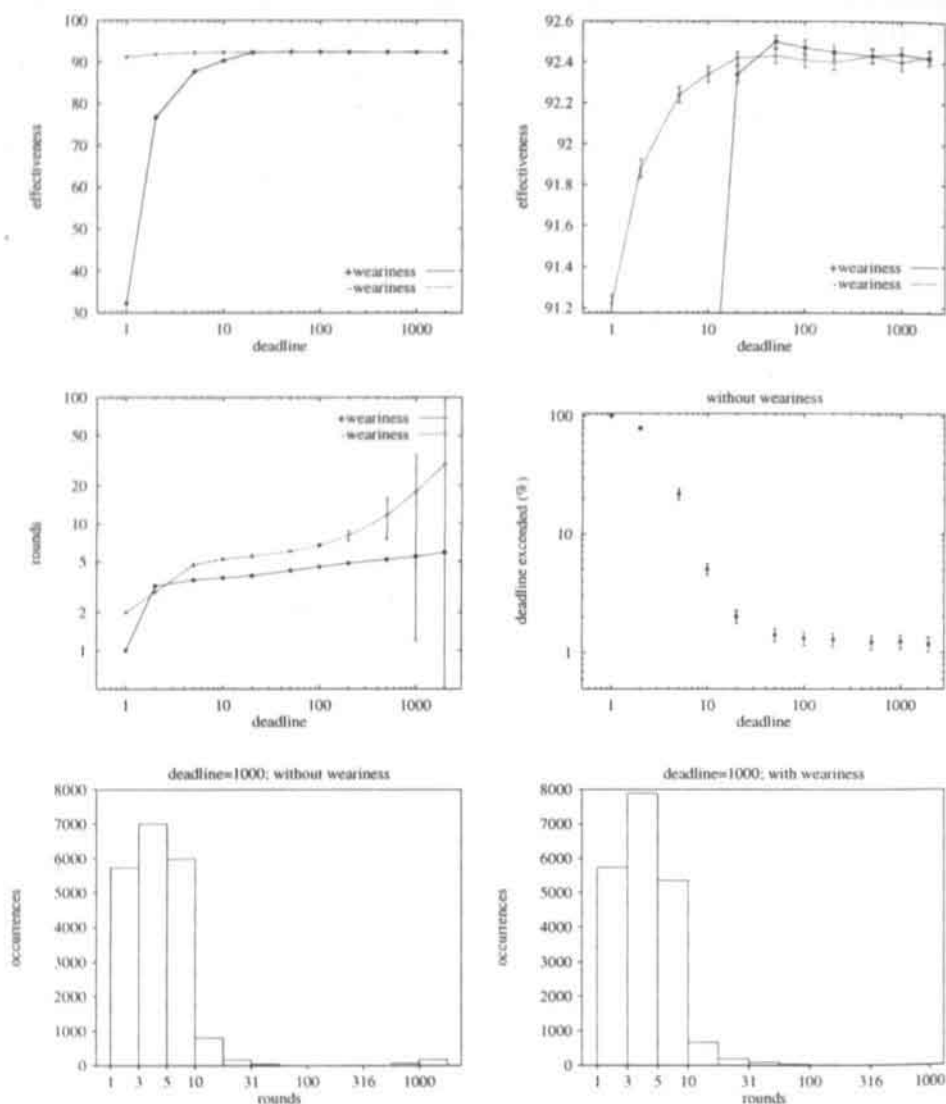 effectiveness
100
90
80
70
60
50
40
30
+weariness
-weariness
1 10 100 1000
deadline
effectiveness
92.6
92.4
92.2
92
91.8
91.6
91.4
91.2
+weariness
-weariness
1 10 100 1000
deadline
rounds
100
50
20
10
5
2
1
+weariness
-weariness
1 10 100 1000
deadline
without weariness
deadline exceeded (%)
100
10
1
1 10 100 1000
deadline
deadline=1000; without weariness
occurrences
8000
7000
6000
5000
4000
3000
2000
1000
0
1 3 5 10 31 100 316 1000
rounds
deadline=1000; with weariness
occurrences
8000
7000
6000
5000
4000
3000
2000
1000
0
1 3 5 10 31 100 316 1000
rounds